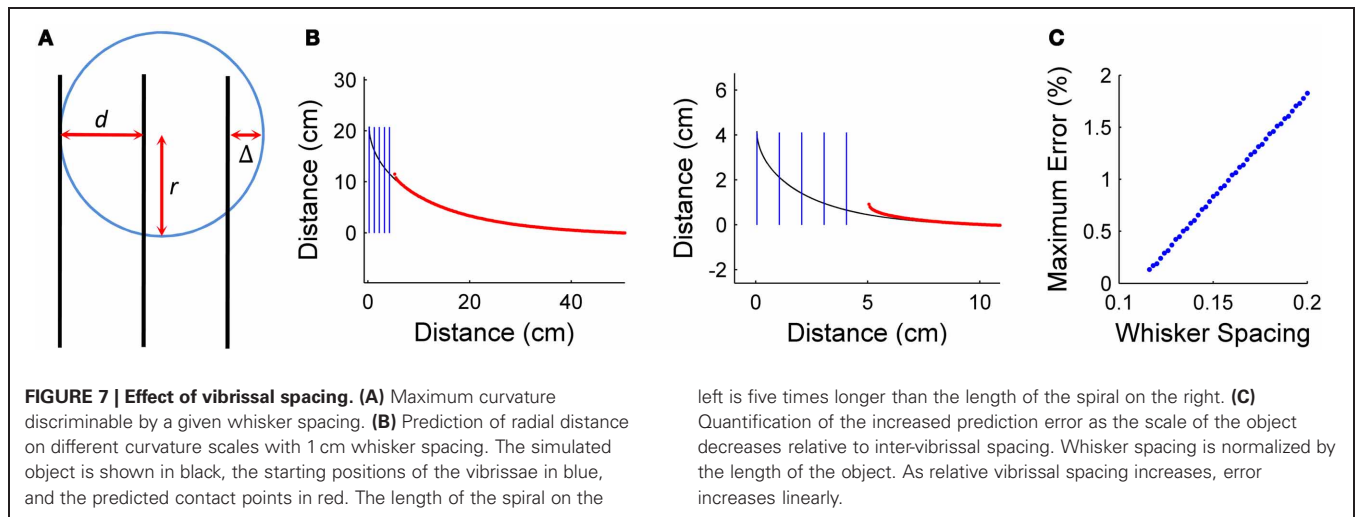 A
B
C
d
r
Δ
30
20
10
0
Distance (cm)
0
20
40
Distance (cm)
6
4
2
0
-2
Distance (cm)
0
5
10
Distance (cm)
2
1.5
1
0.5
0
Maximum Error (%)
0.1
0.15
0.2
Whisker Spacing
FIGURE 7 | Effect of vibrissal spacing. (A) Maximum curvature
discriminable by a given whisker spacing. (B) Prediction of radial distance
on different curvature scales with 1 cm whisker spacing. The simulated
object is shown in black, the starting positions of the vibrissae in blue,
and the predicted contact points in red. The length of the spiral on the
left is five times longer than the length of the spiral on the right. (C)
Quantification of the increased prediction error as the scale of the object
decreases relative to inter-vibrissal spacing. Whisker spacing is normalized by
the length of the object. As relative vibrissal spacing increases, error
increases linearly.